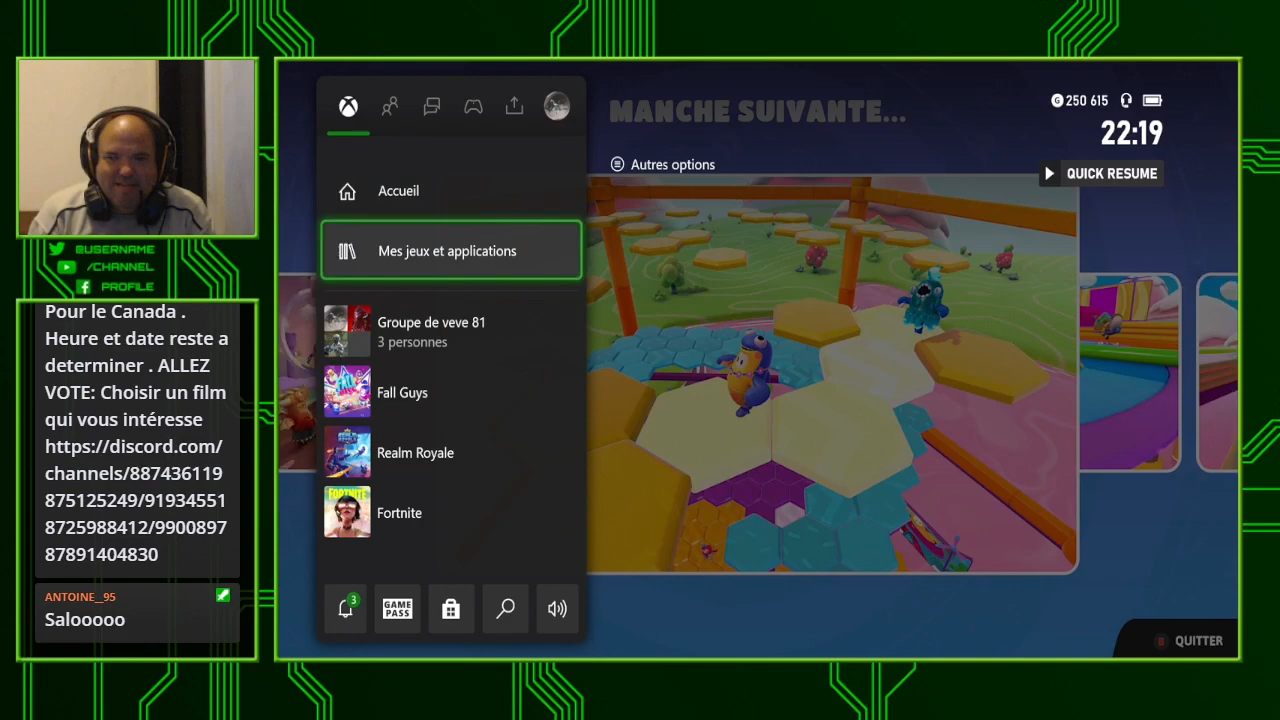 @USERNAME
/CHANNEL
PROFILE
Pour le Canada .
Heure et date reste a
determiner . ALLEZ
VOTE: Choisir un film
qui vous intéresse
https://discord.com/
channels/887436119
875125249/91934551
8725988412/9900897
87891404830
ANTOINE_95
Salooooo
Accueil
Mes jeux et applications
Groupe de veve 81
3 personnes
Fall Guys
Realm Royale
FORTNITE
Fortnite
3
GAME
PASS
MANCHE SUIVANTE...
Autres options
G 250 615
22:19
QUICK RESUME
QUITTER